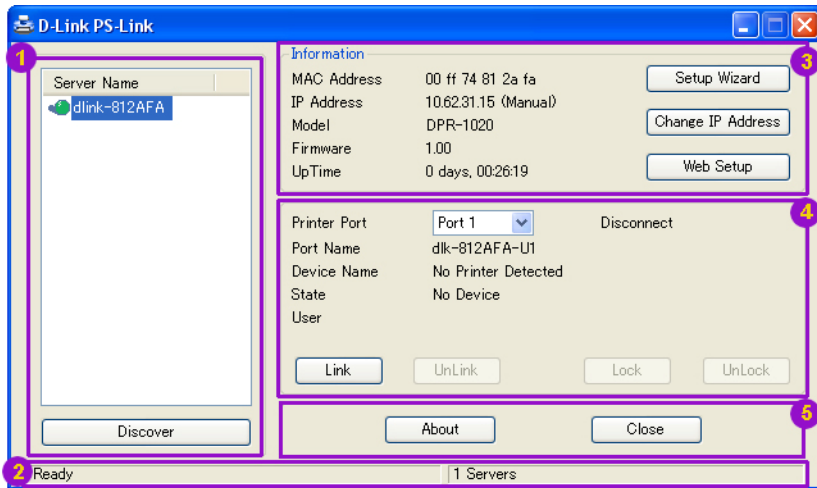 D-Link PS-Link
1
Server Name
dlink-812AFA
Discover
2
Ready
1 Servers
3
Information
MAC Address 00 ff 74 81 2a fa
IP Address 10.62.31.15 (Manual)
Model DPR-1020
Firmware 1.00
UpTime 0 days, 00:26:19
Setup Wizard
Change IP Address
Web Setup
4
Printer Port Port 1 Disconnect
Port Name dlk-812AFA-U1
Device Name No Printer Detected
State No Device
User
Link UnLink Lock UnLock
5
About Close